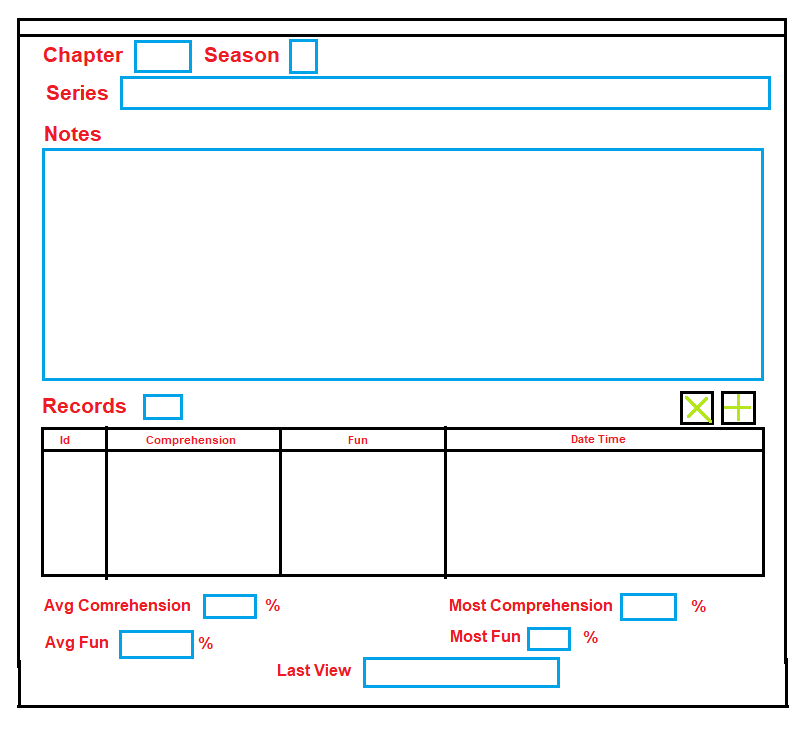 Chapter Season
Series
Notes
Records
Id Comprehension Fun Date Time
Avg Comrehension % Most Comprehension %
Avg Fun % Most Fun %
Last View